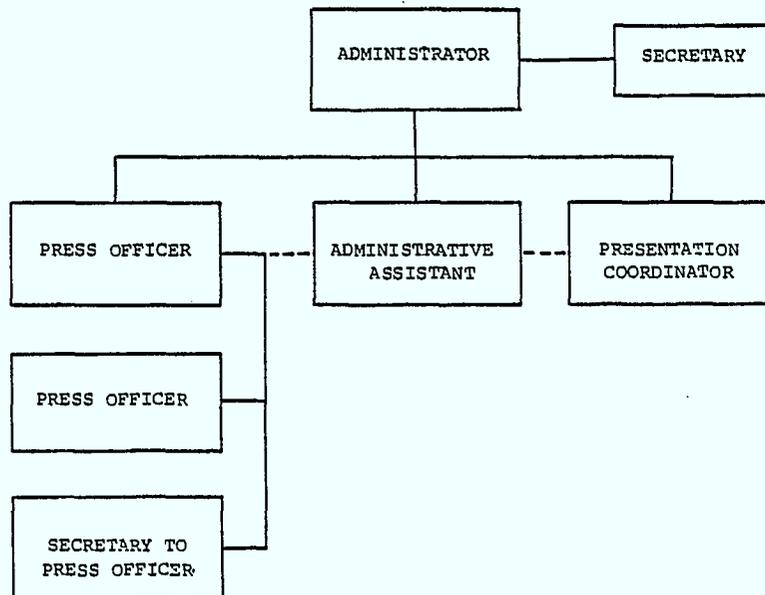 ADMINISTRATOR
SECRETARY
PRESS OFFICER
ADMINISTRATIVE
ASSISTANT
PRESENTATION
COORDINATOR
PRESS OFFICER
SECRETARY TO
PRESS OFFICER